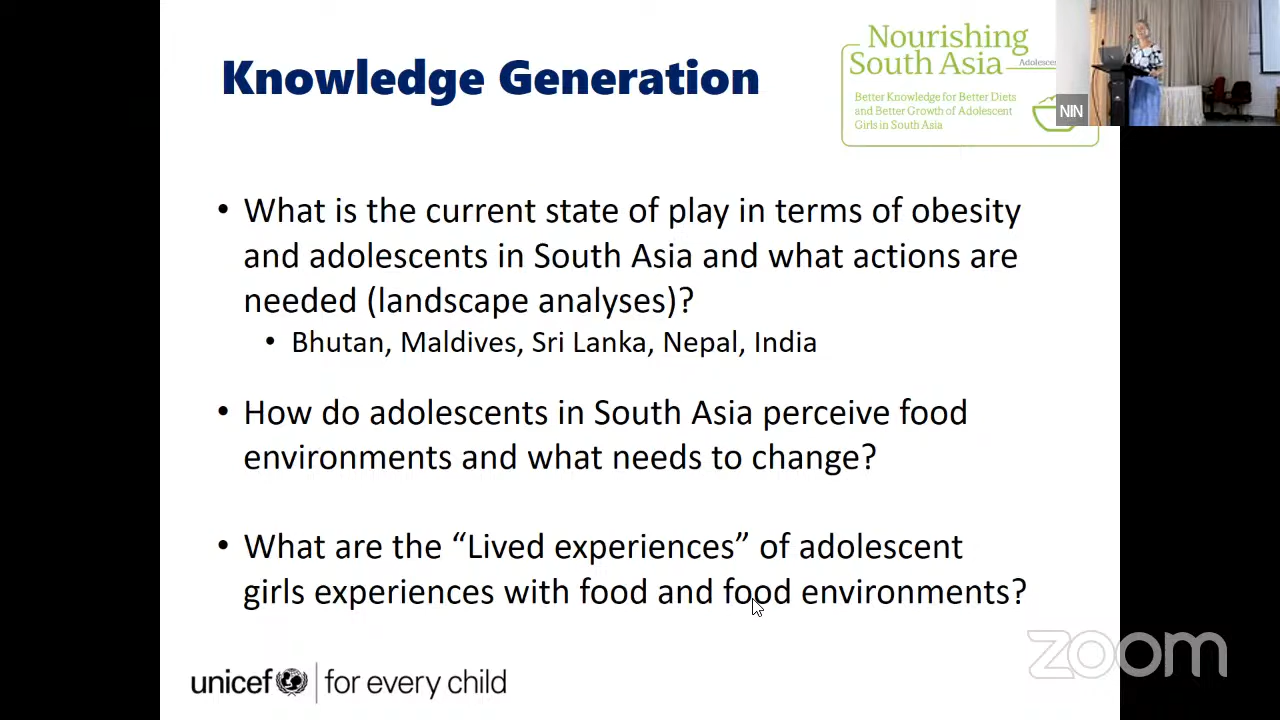 Knowledge Generation
Nourishing
South Asia
Better Knowledge for Better Diets
and Better Growth of Adolescent
Girls in South Asia
NIN
• What is the current state of play in terms of obesity
and adolescents in South Asia and what actions are
needed (landscape analyses)?
• Bhutan, Maldives, Sri Lanka, Nepal, India
• How do adolescents in South Asia perceive food
environments and what needs to change?
• What are the “Lived experiences” of adolescent
girls experiences with food and food environments?
unicef for every child
zoom